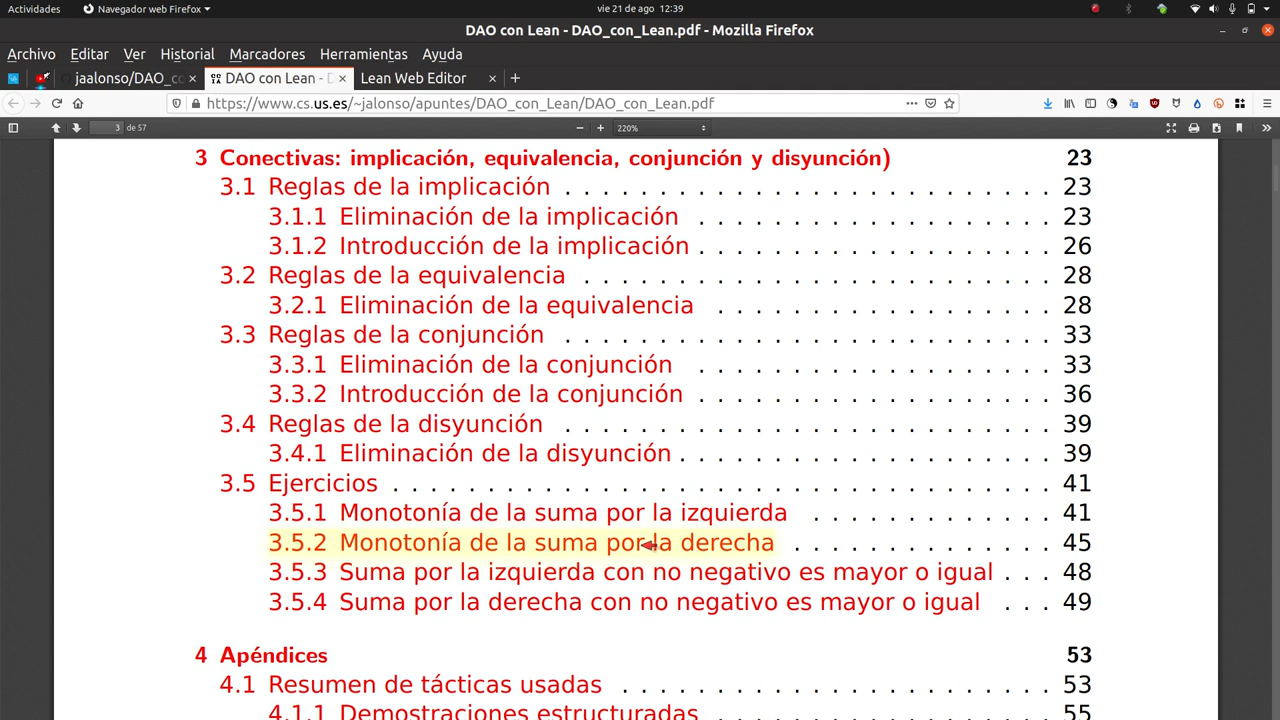 Actividades Navegador web Firefox vie 21 de ago 12:39
DAO con Lean - DAO_con_Lean.pdf - Mozilla Firefox
Archivo Editar Ver Historial Marcadores Herramientas Ayuda
jaalonso/DAO_cc × DAO con Lean - D × Lean Web Editor × +
https://www.cs.us.es/~jalonso/apuntes/DAO_con_Lean/DAO_con_Lean.pdf
3 de 57 220%
3 Conectivas: implicación, equivalencia, conjunción y disyunción) 23
3.1 Reglas de la implicación . . . . . . . . . . . . . . . . . . . . . . . . . . 23
3.1.1 Eliminación de la implicación . . . . . . . . . . . . . . . . . . . 23
3.1.2 Introducción de la implicación . . . . . . . . . . . . . . . . . . . 26
3.2 Reglas de la equivalencia . . . . . . . . . . . . . . . . . . . . . . . . . 28
3.2.1 Eliminación de la equivalencia . . . . . . . . . . . . . . . . . . 28
3.3 Reglas de la conjunción . . . . . . . . . . . . . . . . . . . . . . . . . . 33
3.3.1 Eliminación de la conjunción . . . . . . . . . . . . . . . . . . . 33
3.3.2 Introducción de la conjunción . . . . . . . . . . . . . . . . . . . 36
3.4 Reglas de la disyunción . . . . . . . . . . . . . . . . . . . . . . . . . . 39
3.4.1 Eliminación de la disyunción . . . . . . . . . . . . . . . . . . . . 39
3.5 Ejercicios . . . . . . . . . . . . . . . . . . . . . . . . . . . . . . . . . . . 41
3.5.1 Monotonía de la suma por la izquierda . . . . . . . . . . . . . 41
3.5.2 Monotonía de la suma por la derecha . . . . . . . . . . . . . . 45
3.5.3 Suma por la izquierda con no negativo es mayor o igual . . . 48
3.5.4 Suma por la derecha con no negativo es mayor o igual . . . 49
4 Apéndices 53
4.1 Resumen de tácticas usadas . . . . . . . . . . . . . . . . . . . . . . . 53
4.1.1 Demostraciones estructuradas . . . . . . . . . . . . . . . . . . . 55